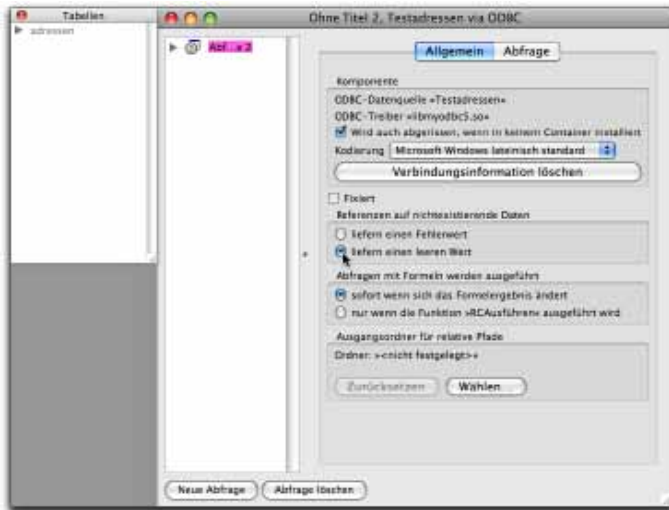 Tabellen
adressen
Ohne Titel 2, Testadressen via ODBC
Abf...e 2
Allgemein Abfrage
Komponente
ODBC-Datenquelle »Testadressen«
ODBC-Treiber »libmyodbc5.so«
Wird auch abgerissen, wenn in keinem Container installiert
Kodierung Microsoft Windows lateinisch standard
Verbindungsinformation löschen
Fixiert
Referenzen auf nichtexistierende Daten
liefern einen Fehlerwert
liefern einen leeren Wert
Abfragen mit Formeln werden ausgeführt
sofort wenn sich das Formelergebnis ändert
nur wenn die Funktion »RCAusführen« ausgeführt wird
Ausgangsordner für relative Pfade
Ordner: »<nicht festgelegt>«
Zurücksetzen Wählen...
Neue Abfrage Abfrage löschen